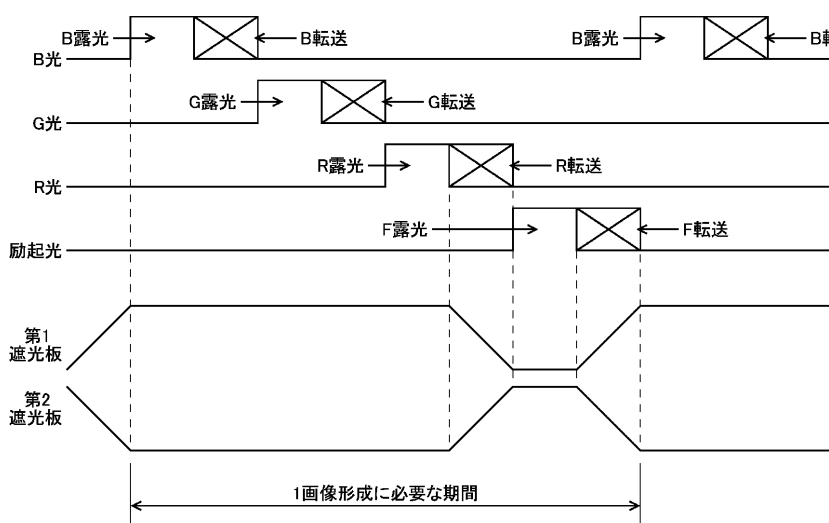 B露光 B転送 B露光 B転
B光
G露光 G転送
G光
R露光 R転送
R光
F露光 F転送
励起光
第1
遮光板
第2
遮光板
1画像形成に必要な期間